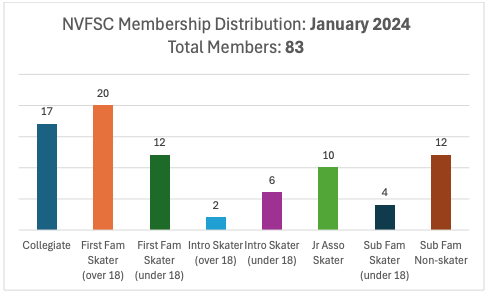 NVFSC Membership Distribution: January 2024
Total Members: 83
17
20
12
2
6
10
4
12
Collegiate
First Fam
Skater
(over 18)
First Fam
Skater
(under 18)
Intro Skater
(over 18)
Intro Skater
(under 18)
Jr Asso
Skater
Sub Fam
Skater
(under 18)
Sub Fam
Non-skater